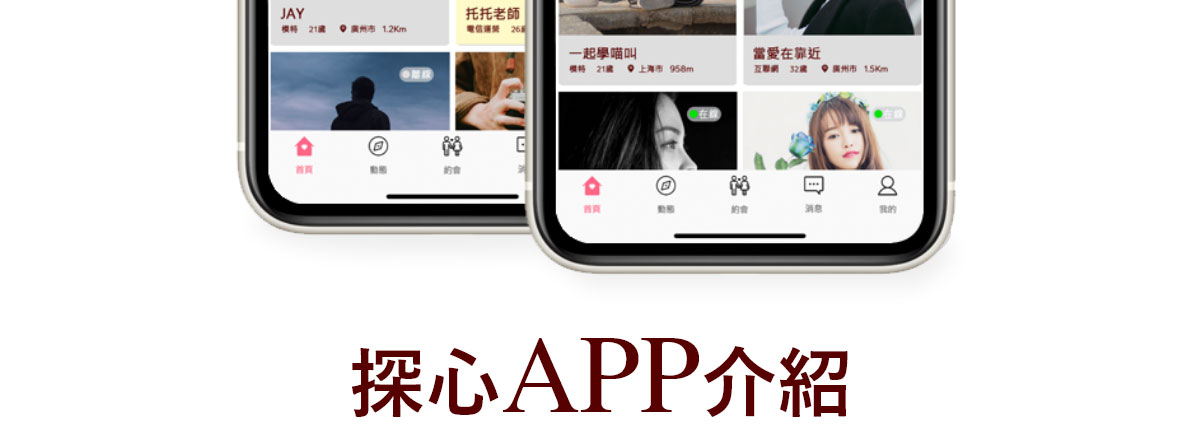 JAY
模特 21歲 廣州市 1.2Km
離線
首頁 動態 約會
托托老師
電信運營 26
一起學喵叫
模特 21歲 上海市 958m
當愛在靠近
互聯網 32歲 廣州市 1.5Km
在線
在線
首頁 動態 約會 消息 我的
探心APP介紹